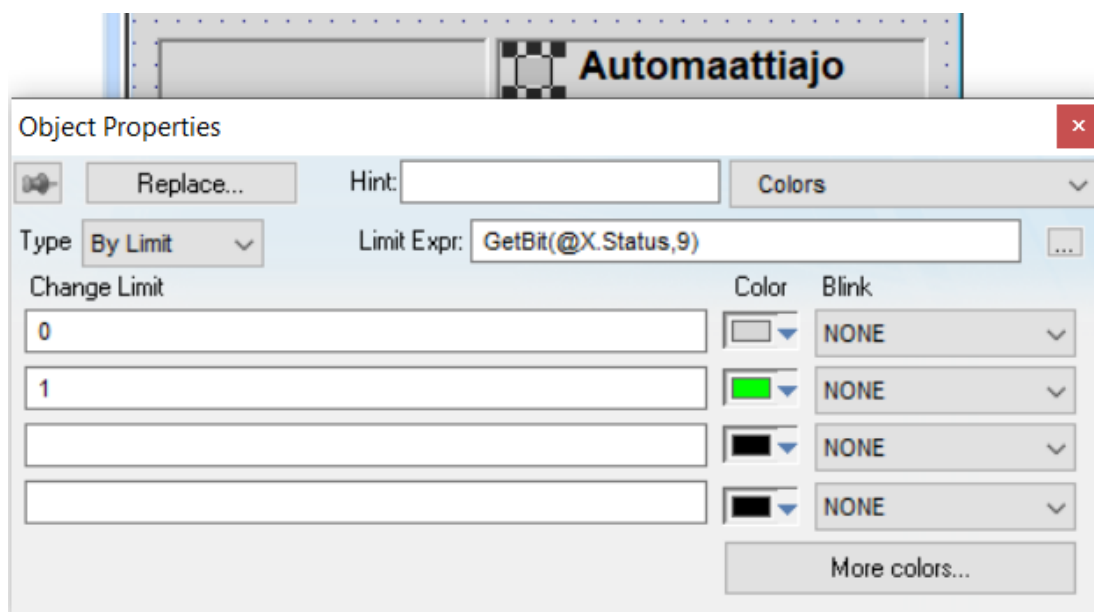 Automaattiajo
Object Properties
Replace... Hint: Colors
Type By Limit Limit Expr: GetBit(@X.Status,9) ...
Change Limit Color Blink
0 NONE
1 NONE
NONE
NONE
More colors...